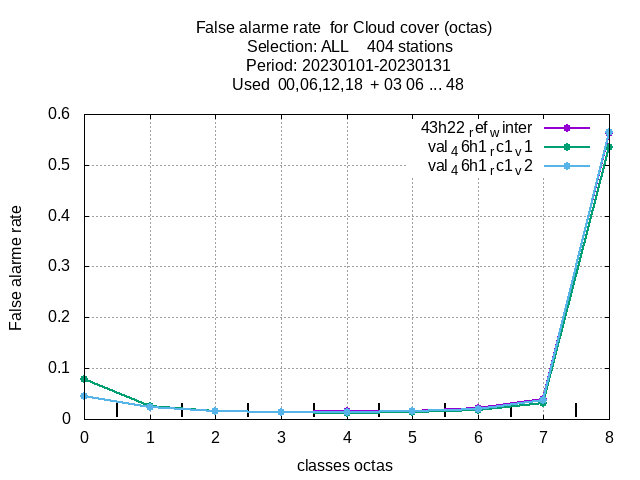 False alarme rate  for Cloud cover (octas)
Selection: ALL    404 stations
Period: 20230101-20230131
Used  00,06,12,18  + 03 06 ... 48
0.6
0.5
0.4
0.3
0.2
0.1
0
False alarme rate
43h22_ref_winter
val_46h1_rc1_v1
val_46h1_rc1_v2
0 1 2 3 4 5 6 7 8
classes octas